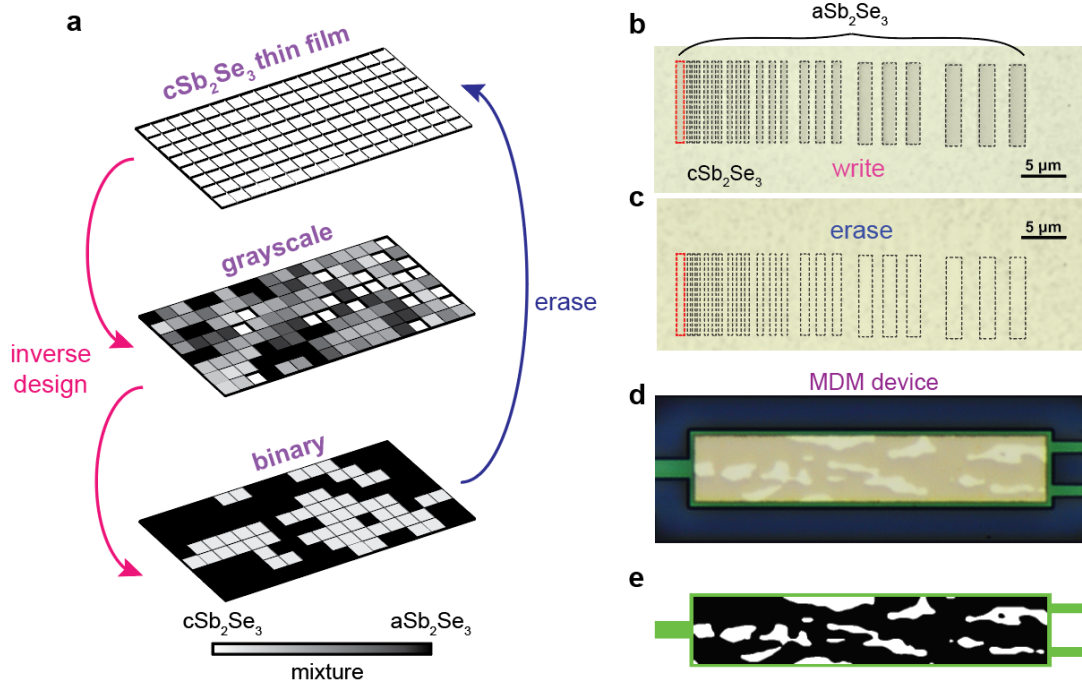 a
cSb₂Se₃ thin film
grayscale
inverse
design
erase
binary
cSb₂Se₃
aSb₂Se₃
mixture
b
aSb₂Se₃
cSb₂Se₃
write
5 μm
c
erase
5 μm
MDM device
d
e